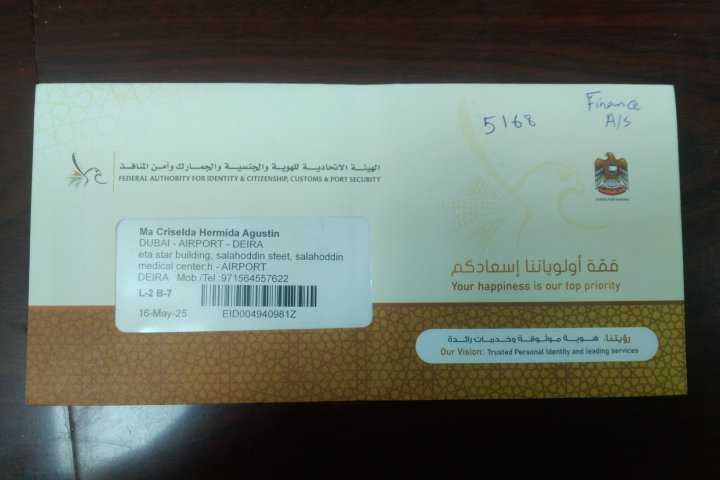 Finance
A/S
5168
الهيئة الاتحادية للهوية والجنسية والجمارك وأمن المنافذ
FEDERAL AUTHORITY FOR IDENTITY & CITIZENSHIP, CUSTOMS & PORT SECURITY
Ma Criselda Hermida Agustin
DUBAI - AIRPORT - DEIRA
eta star building, salahoddin steet, salahoddin
medical center:h - AIRPORT
DEIRA Mob./Tel :971564557622
L-2 B-7
16-May-25 EID004940981Z
قمة أولوياتنا إسعادكم
Your happiness is our top priority
رؤيتنا: هوية موثوقة وخدمات رائدة
Our Vision: Trusted Personal Identity and leading services